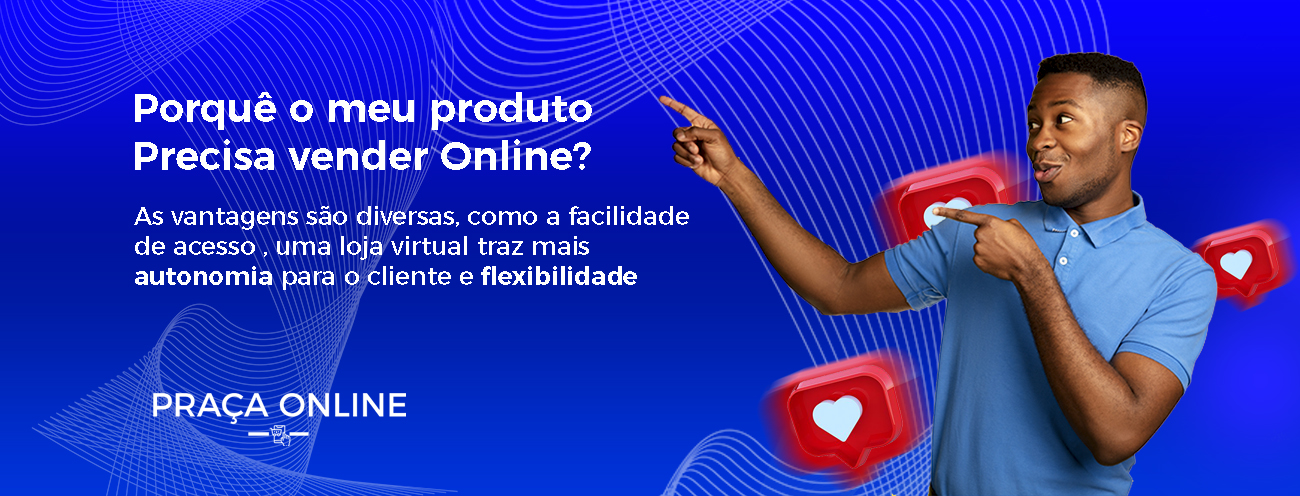 Porquê o meu produto
Precisa vender Online?
As vantagens são diversas, como a facilidade
de acesso , uma loja virtual traz mais
autonomia para o cliente e flexibilidade
PRAÇA ONLINE